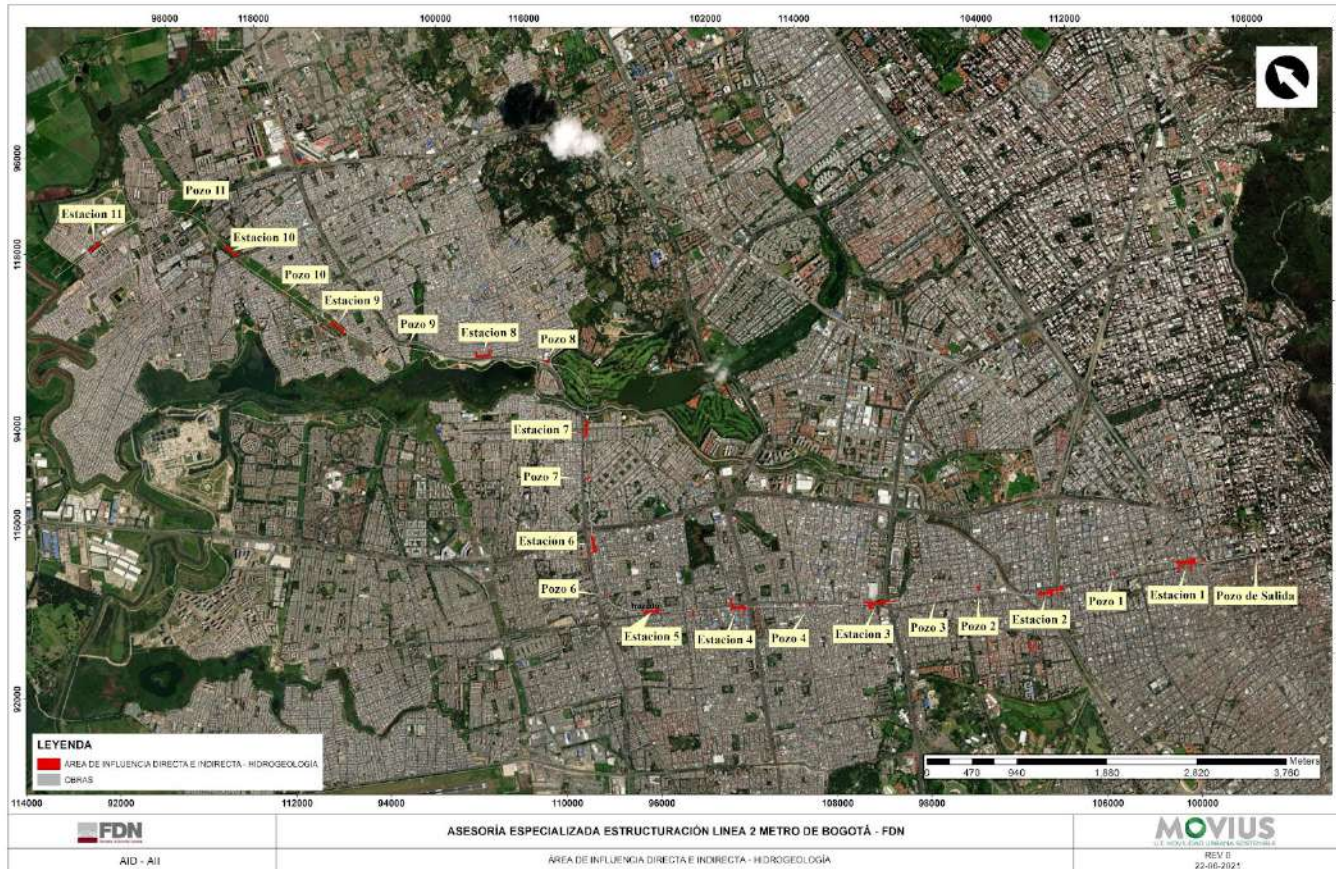 98000 118000 100000 116000 102000 114000 104000 112000 106000
96000
118000
94000
116000
92000
Pozo 11
Estacion 11
Estacion 10
Pozo 10
Estacion 9
Pozo 9
Estacion 8
Pozo 8
Estacion 7
Pozo 7
Estacion 6
Pozo 6
Estacion 5
Estacion 4
Pozo 4
Estacion 3
Pozo 3
Pozo 2
Estacion 2
Pozo 1
Estacion 1
Pozo de Salida
LEYENDA
ÁREA DE INFLUENCIA DIRECTA E INDIRECTA - HIDROGEOLOGÍA
OBRAS
Meters
0 470 940 1,880 2,820 3,760
114000 92000 112000 94000 110000 96000 108000 98000 106000 100000
FDN
ASESORÍA ESPECIALIZADA ESTRUCTURACIÓN LINEA 2 METRO DE BOGOTÁ - FDN
MOVIUS
U.T. MOVILIDAD URBANA SOSTENIBLE
AID - AII
ÁREA DE INFLUENCIA DIRECTA E INDIRECTA - HIDROGEOLOGÍA
REV 0
22-06-2021